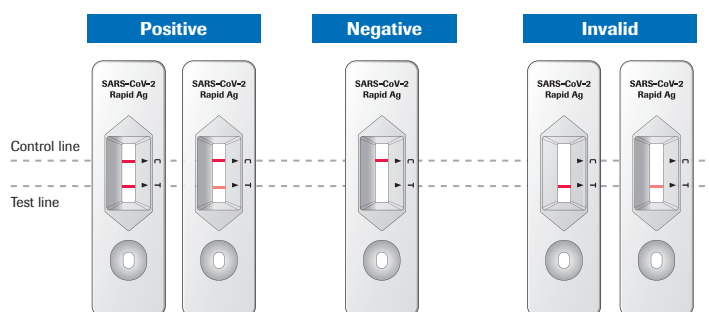 Positive
Negative
Invalid
SARS-CoV-2
Rapid Ag
SARS-CoV-2
Rapid Ag
SARS-CoV-2
Rapid Ag
SARS-CoV-2
Rapid Ag
SARS-CoV-2
Rapid Ag
Control line
C
C
C
C
C
Test line
T
T
T
T
T